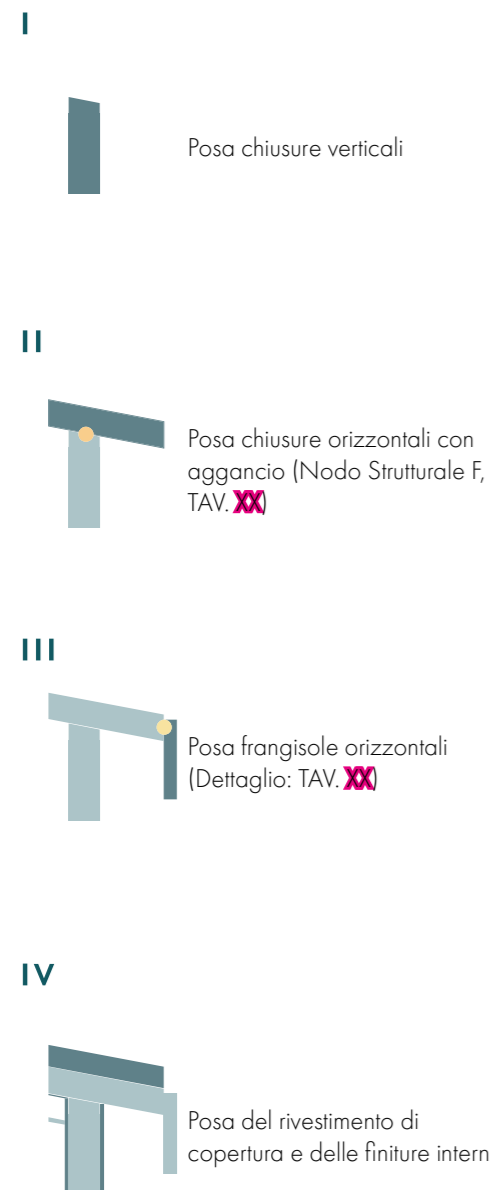 I
Posa chiusure verticali
II
Posa chiusure orizzontali con
aggancio (Nodo Strutturale F,
TAV. XX)
III
Posa frangisole orizzontali
(Dettaglio: TAV. XX)
IV
Posa del rivestimento di
copertura e delle finiture intern